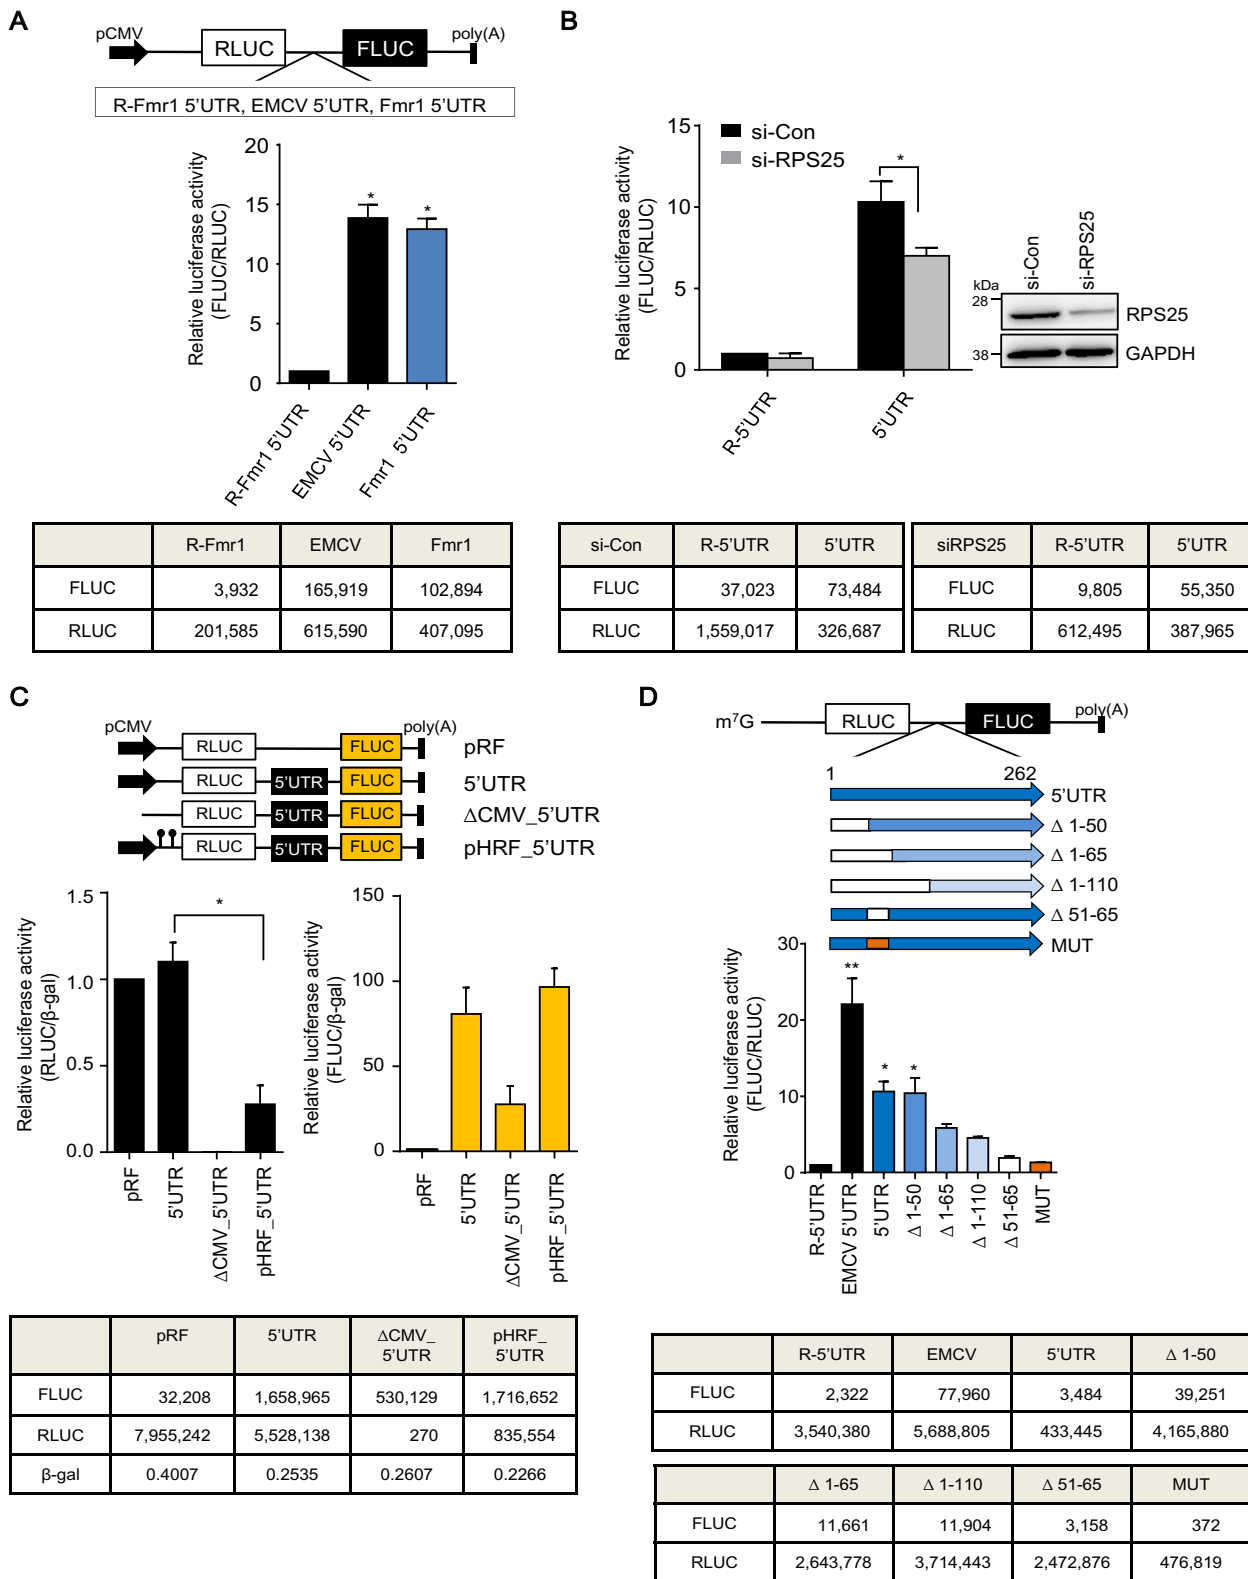 A
pCMV
RLUC
FLUC
poly(A)
R-Fmr1 5'UTR, EMCV 5'UTR, Fmr1 5'UTR
Relative luciferase activity
(FLUC/RLUC)
20
15
10
5
0
*
*
R-Fmr1 5'UTR
EMCV 5'UTR
Fmr1 5'UTR
R-Fmr1 EMCV Fmr1
FLUC 3,932 165,919 102,894
RLUC 201,585 615,590 407,095
B
Relative luciferase activity
(FLUC/RLUC)
15
10
5
0
si-Con
si-RPS25
*
R-5'UTR
5'UTR
si-Con
si-RPS25
kDa
28
RPS25
38
GAPDH
si-Con R-5'UTR 5'UTR
FLUC 37,023 73,484
RLUC 1,559,017 326,687
siRPS25 R-5'UTR 5'UTR
FLUC 9,805 55,350
RLUC 612,495 387,965
C
pCMV
poly(A)
RLUC FLUC pRF
RLUC 5'UTR FLUC 5'UTR
RLUC 5'UTR FLUC ΔCMV_5'UTR
RLUC 5'UTR FLUC pHRF_5'UTR
Relative luciferase activity
(RLUC/β-gal)
1.5
1.0
0.5
0.0
*
pRF
5'UTR
ΔCMV_5'UTR
pHRF_5'UTR
Relative luciferase activity
(FLUC/β-gal)
150
100
50
0
pRF
5'UTR
ΔCMV_5'UTR
pHRF_5'UTR
pRF 5'UTR ΔCMV_ pHRF_
5'UTR 5'UTR
FLUC 32,208 1,658,965 530,129 1,716,652
RLUC 7,955,242 5,528,138 270 835,554
β-gal 0.4007 0.2535 0.2607 0.2266
D
m⁷G
RLUC
FLUC
poly(A)
1 262
5'UTR
Δ 1-50
Δ 1-65
Δ 1-110
Δ 51-65
MUT
Relative luciferase activity
(FLUC/RLUC)
30
20
10
0
**
*
*
R-5'UTR
EMCV 5'UTR
5'UTR
Δ 1-50
Δ 1-65
Δ 1-110
Δ 51-65
MUT
R-5'UTR EMCV 5'UTR Δ 1-50
FLUC 2,322 77,960 3,484 39,251
RLUC 3,540,380 5,688,805 433,445 4,165,880
Δ 1-65 Δ 1-110 Δ 51-65 MUT
FLUC 11,661 11,904 3,158 372
RLUC 2,643,778 3,714,443 2,472,876 476,819